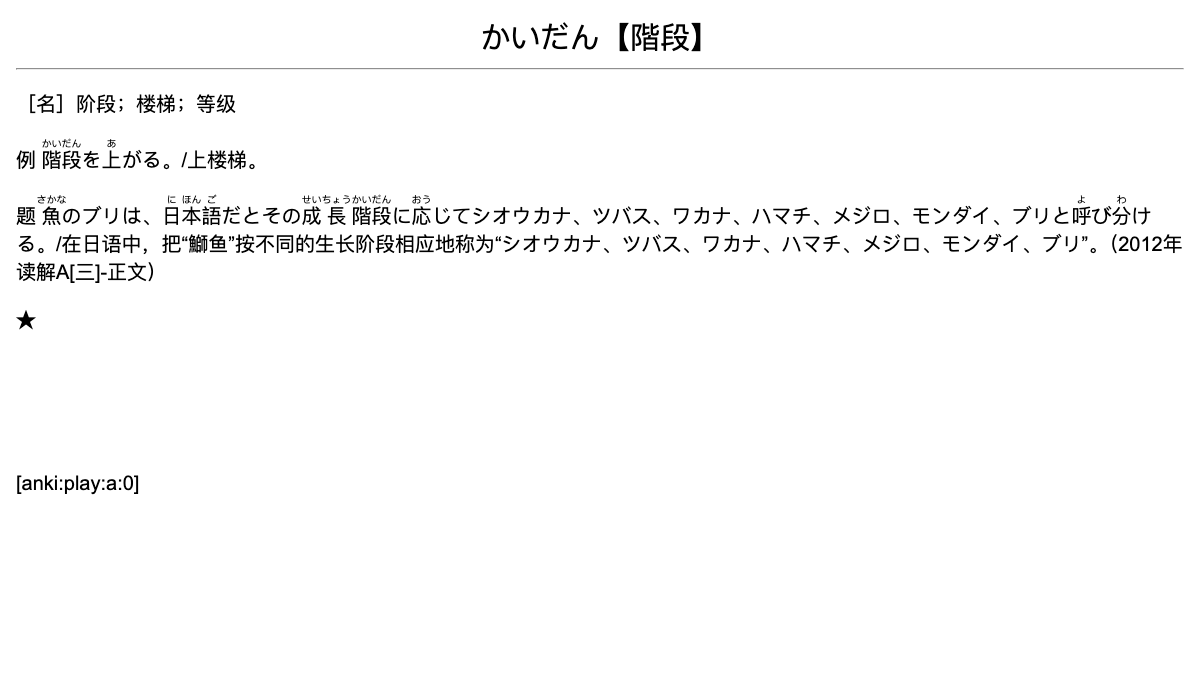 かいだん【階段】
［名］阶段；楼梯；等级
かいだん あ
例 階段を上がる。/上楼梯。
さかな に ほん ご せいちょうかいだん おう よ わ
题 魚のブリは、日本語だとその成長階段に応じてシオウカナ、ツバス、ワカナ、ハマチ、メジロ、モンダイ、ブリと呼び分け
る。/在日语中，把“鰤鱼”按不同的生长阶段相应地称为“シオウカナ、ツバス、ワカナ、ハマチ、メジロ、モンダイ、ブリ”。（2012年
读解A[三]-正文）
★
[anki:play:a:0]